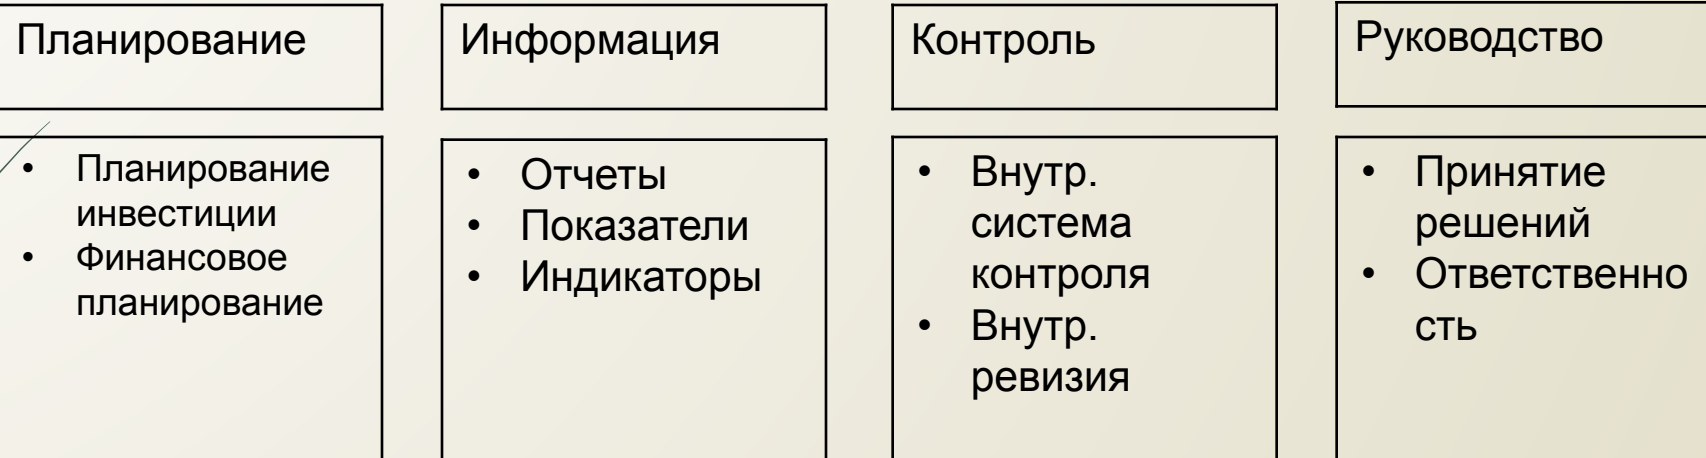 Планирование
Информация
Контроль
Руководство
• Планирование
инвестиции
• Финансовое
планирование
• Отчеты
• Показатели
• Индикаторы
• Внутр.
система
контроля
• Внутр.
ревизия
• Принятие
решений
• Ответственно
сть